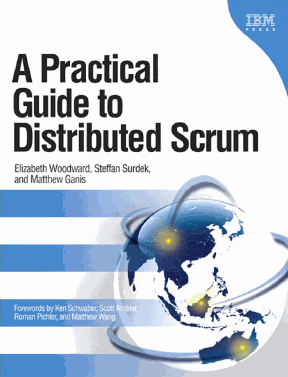 IBM
PRESS
A Practical
Guide to
Distributed Scrum
Elizabeth Woodward, Steffan Surdek,
and Matthew Ganis
Forewords by Ken Schwaber, Scott Ambler,
Roman Pichler, and Matthew Wang